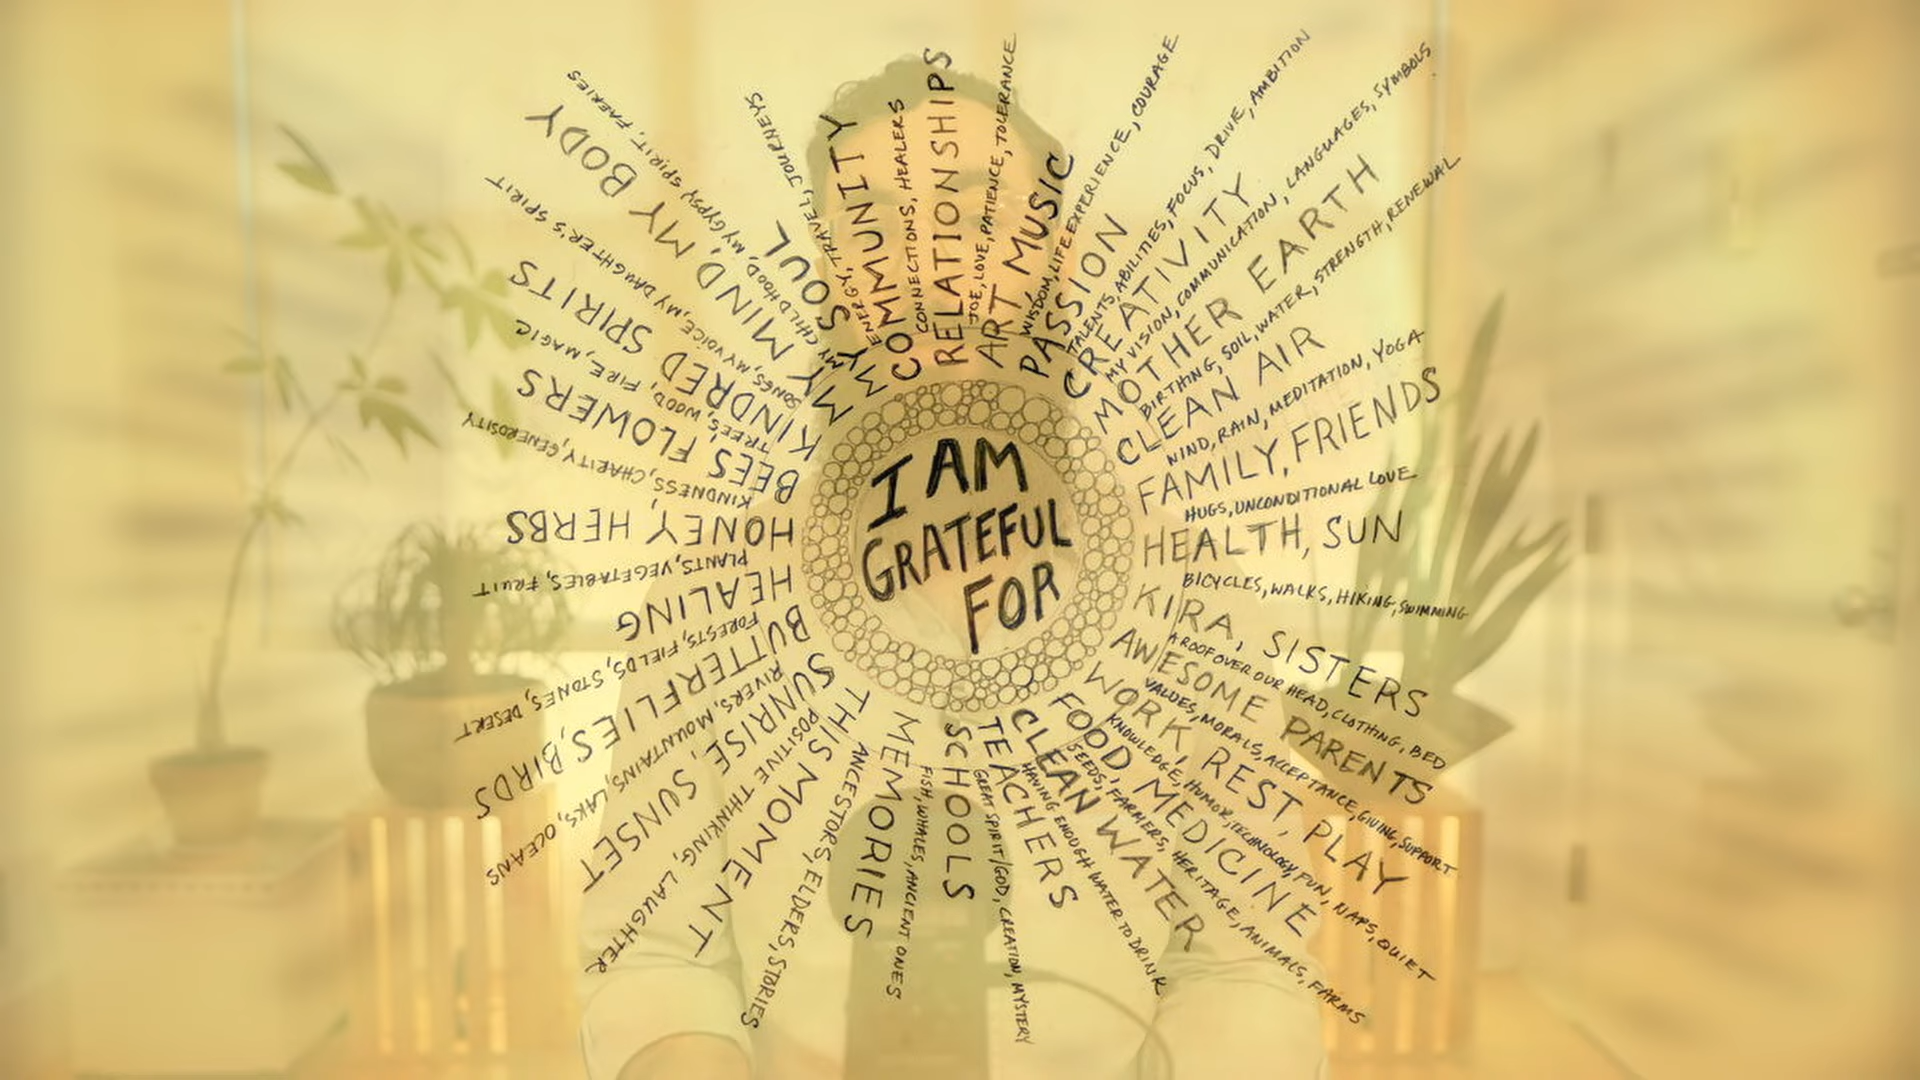 I AM
GRATEFUL
FOR
RELATIONSHIPS
JOE, LOVE, PATIENCE, TOLERANCE
ART MUSIC
WISDOM, LIFE EXPERIENCE, COURAGE
PASSION
TALENTS, ABILITIES, FOCUS, DRIVE, AMBITION
CREATIVITY
MY VISION, COMMUNICATION, LANGUAGES, SYMBOLS
MOTHER EARTH
BIRTHING, SOIL, WATER, STRENGTH, RENEWAL
CLEAN AIR
WIND, RAIN, MEDITATION, YOGA
FAMILY, FRIENDS
HUGS, UNCONDITIONAL LOVE
HEALTH, SUN
BICYCLES, WALKS, HIKING, SWIMMING
KIRA, SISTERS
A ROOF OVER OUR HEAD, CLOTHING, BED
AWESOME PARENTS
VALUES, MORALS, ACCEPTANCE, GIVING, SUPPORT
WORK, REST, PLAY
KNOWLEDGE, HUMOR, TECHNOLOGY, FUN, NAPS, QUIET
FOOD, MEDICINE
SEEDS, FARMERS, HERITAGE, ANIMALS, FARMS
CLEAN WATER
HAVING ENOUGH WATER TO DRINK
TEACHERS
GREAT SPIRIT/GOD, CREATION, MYSTERY
SCHOOLS
FISH, WHALES, ANCIENT ONES
MEMORIES
ANCESTORS, ELDERS, STORIES
THIS MOMENT
POSITIVE THINKING, LAUGHTER
SUNRISE, SUNSET
RIVERS, MOUNTAINS, LAKS, OCEANS
BUTTERFLIES, BIRDS
FORESTS, FIELDS, STONES, DESERT
HEALING
PLANTS, VEGETABLES, FRUIT
HONEY, HERBS
KINDNESS, CHARITY, GENEROSITY
BEES FLOWERS
TREES, WOOD, FIRE, MAGIC
KINDRED SPIRITS
SONGS, MY VOICE, MY DAUGHTER'S SPIRIT
MY MIND, MY BODY
MY CHILDHOOD, MY GYPSY SPIRIT, FAERIES
MY SOUL
ENERGY, TRAVEL, JOURNEYS
MY COMMUNITY
CONNECTIONS, HEALERS